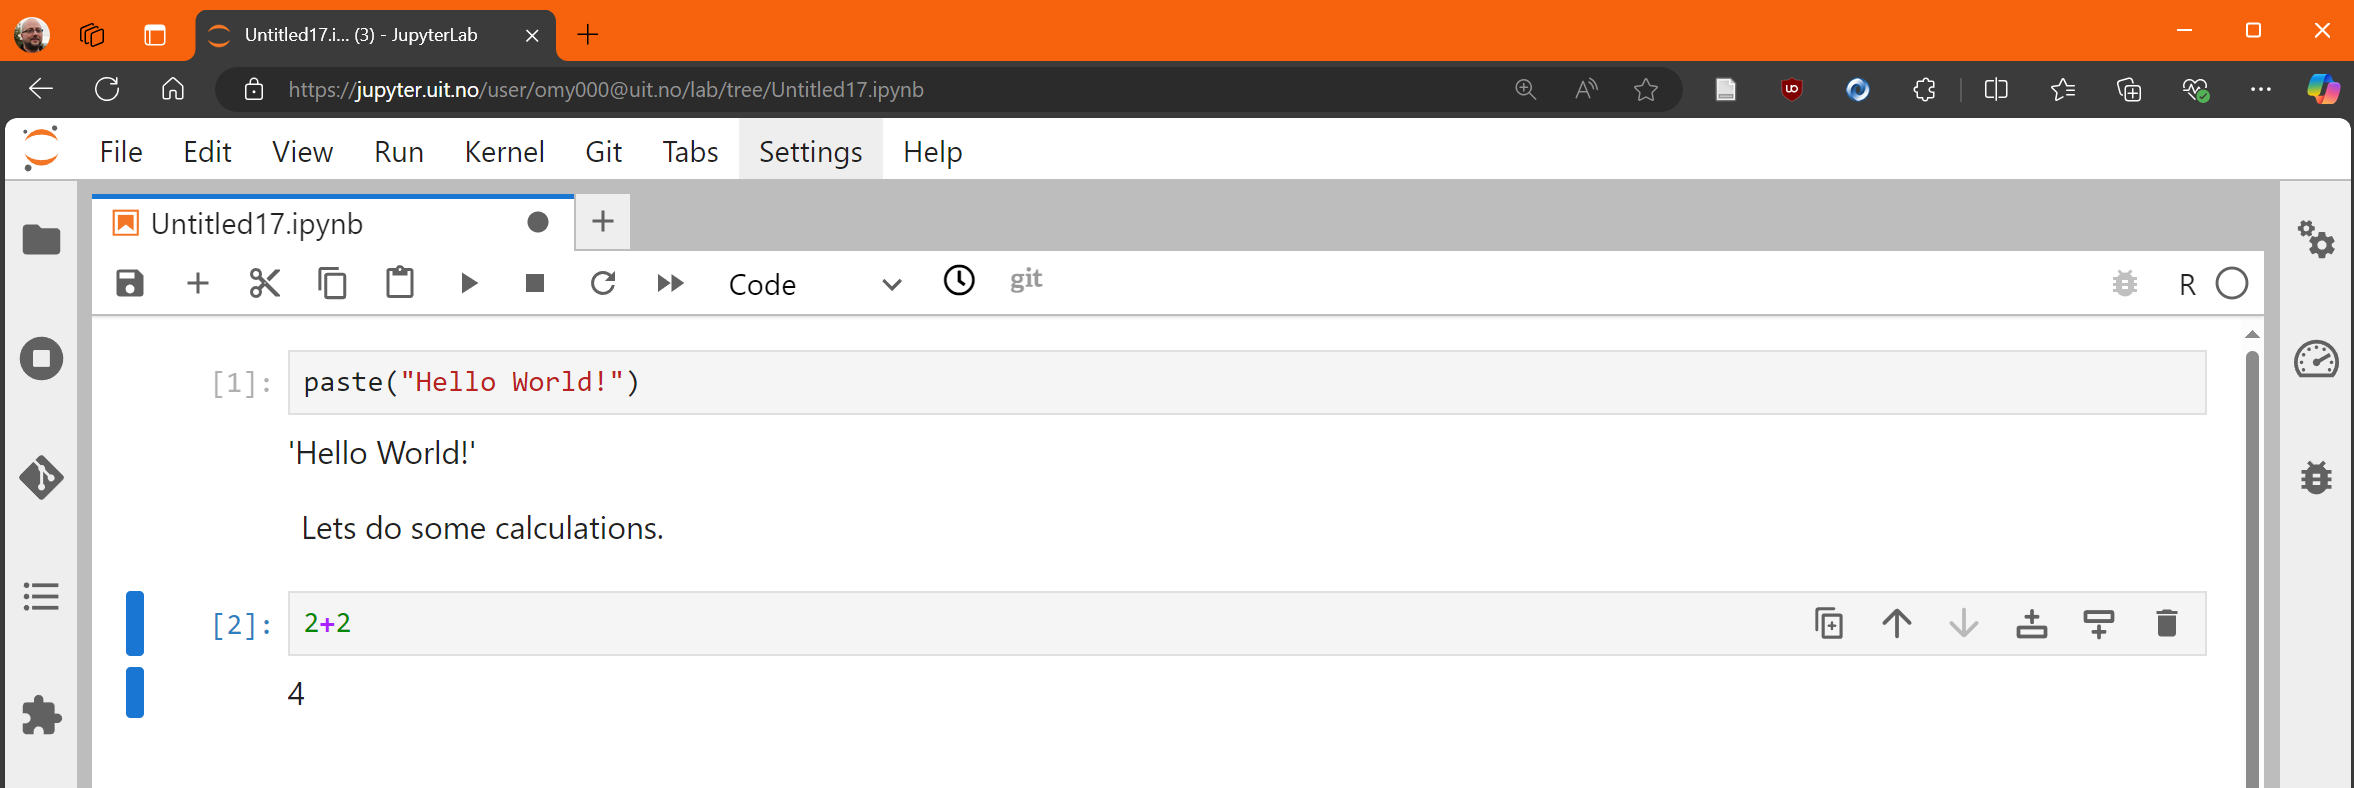 Untitled17.i... (3) - JupyterLab
https://jupyter.uit.no/user/omy000@uit.no/lab/tree/Untitled17.ipynb
File Edit View Run Kernel Git Tabs Settings Help
Untitled17.ipynb
Code git R
[1]: paste("Hello World!")
'Hello World!'
Lets do some calculations.
[2]: 2+2
4